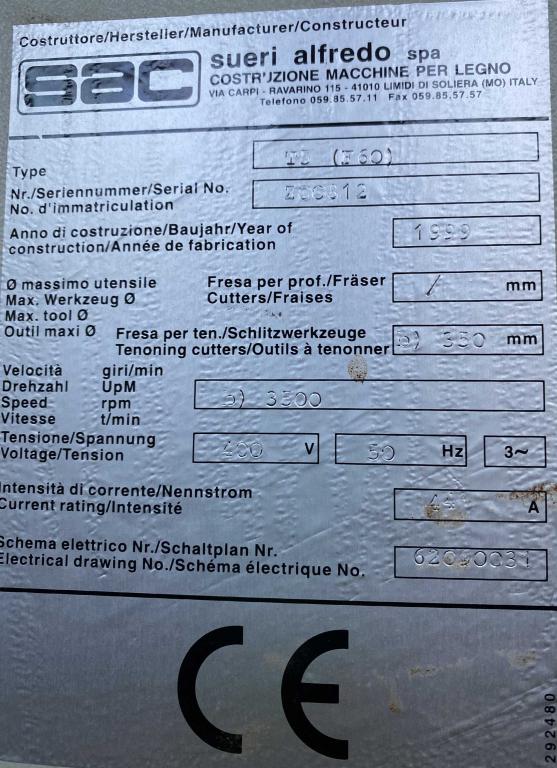 Costruttore/Hersteller/Manufacturer/Constructeur
sac
sueri alfredo spa
COSTRUZIONE MACCHINE PER LEGNO
VIA CARPI - RAVARINO 115 - 41010 LIMIDI DI SOLIERA (MO) ITALY
Telefono 059.85.57.11 Fax 059.85.57.57
Type (F60)
Nr./Seriennummer/Serial No.
No. d'immatriculation
Anno di costruzione/Baujahr/Year of 1999
construction/Année de fabrication
Ø massimo utensile Fresa per prof./Fräser / mm
Max. Werkzeug Ø Cutters/Fraises
Max. tool Ø
Outil maxi Ø Fresa per ten./Schlitzwerkzeuge 350 mm
Tenoning cutters/Outils à tenonner
Velocità giri/min
Drehzahl UpM 3500
Speed rpm
Vitesse t/min
Tensione/Spannung 400 V 50 Hz 3~
Voltage/Tension
Intensità di corrente/Nennstrom A
Current rating/Intensité
Schema elettrico Nr./Schaltplan Nr.
Electrical drawing No./Schéma électrique No.
CE
292480